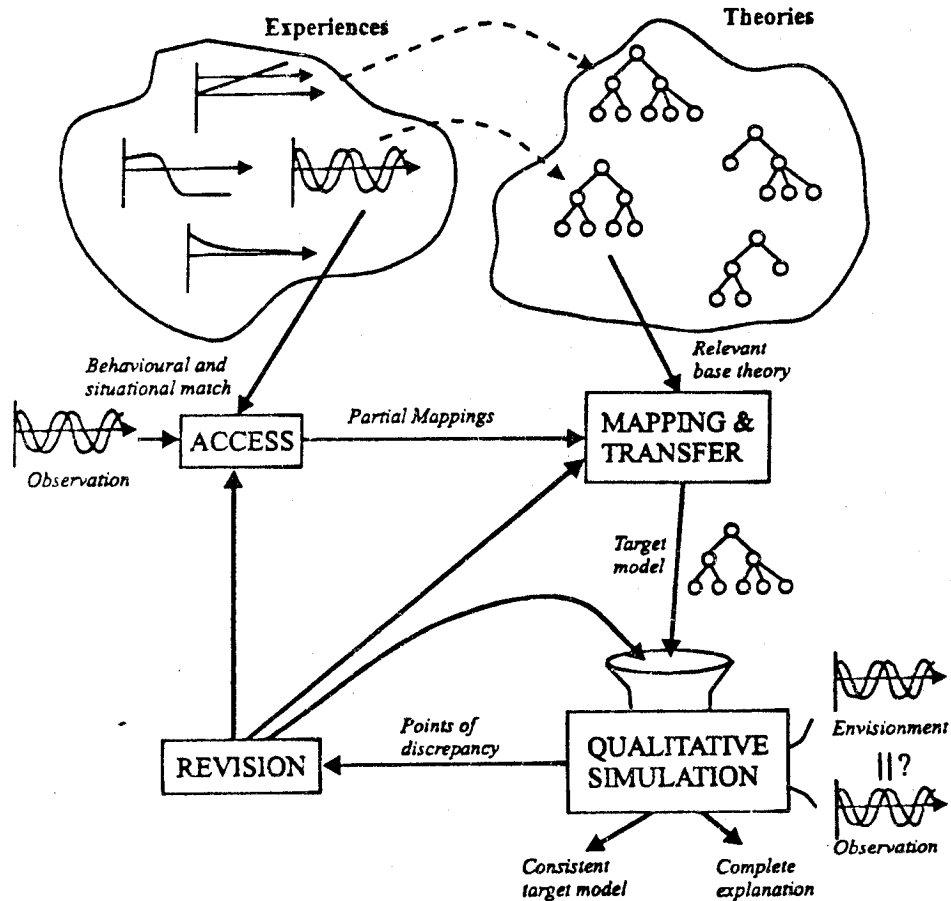 Experiences
Theories
Behavioural and
situational match
Relevant
base theory
ACCESS
Partial Mappings
MAPPING &
TRANSFER
Observation
Target
model
Points of
discrepancy
REVISION
QUALITATIVE
SIMULATION
Envisionment
||?
Observation
Consistent
target model
Complete
explanation